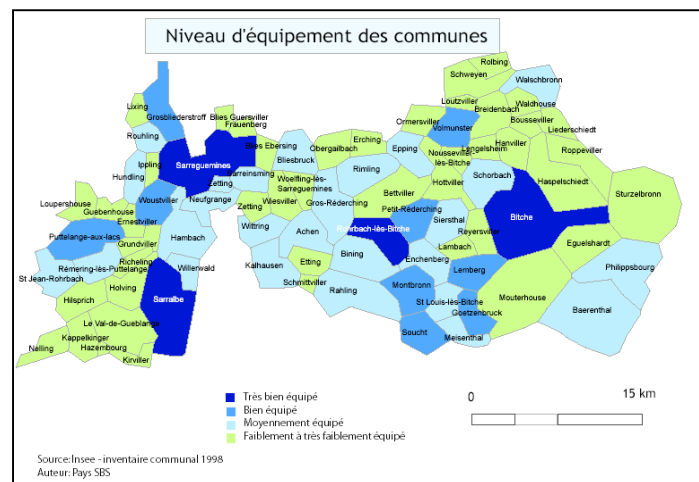 Niveau d'équipement des communes
Rolbing
Schweyen
Walschbronn
Lixing
Loutzviller
Waldhouse
Breidenbach
Grosbliederstroff
Blies Guersviller
Ormersviller
Bousseviller
Frauenberg
Volmunster
Liederschiedt
Rouhling
Erching
Hanviller
Blies Ebersing
Obergailbach
Epping
Lengelsheim
Roppeviller
Bliesbruck
Nousseviller-
lès-Bitche
Ippling
Sarreguemines
Rimling
Schorbach
Haspelschiedt
Hundling
Sarreinsming
Woelfling-lès-
Sarreguemines
Hottviller
Zetting
Bettviller
Woustviller
Neufgrange
Wiesviller
Gros-Réderching
Sturzelbronn
Loupershouse
Zetting
Petit-Réderching
Guebenhouse
Bitche
Ernestviller
Siersthal
Puttelange-aux-lacs
Wittring
Rohrbach-lès-Bitche
Reyersviller
Grundviller
Hambach
Achen
Lambach
Eguelshardt
Richeling
Bining
Enchenberg
Kalhausen
Etting
Philippsbourg
Rémering-lès-Puttelange
Willerwald
Lemberg
St Jean-Rohrbach
Schmittviller
Montbronn
Mouterhouse
Holving
Sarralbe
Rahling
Baerenthal
Hilsprich
St Louis-lès-Bitche
Goetzenbruck
Le Val-de-Gueblange
Soucht
Kappelkinger
Meisenthal
Nelling
Hazembourg
Kirviller
Très bien équipé
Bien équipé
Moyennement équipé
Faiblement à très faiblement équipé
0
15 km
Source: Insee - inventaire communal 1998
Auteur: Pays SBS